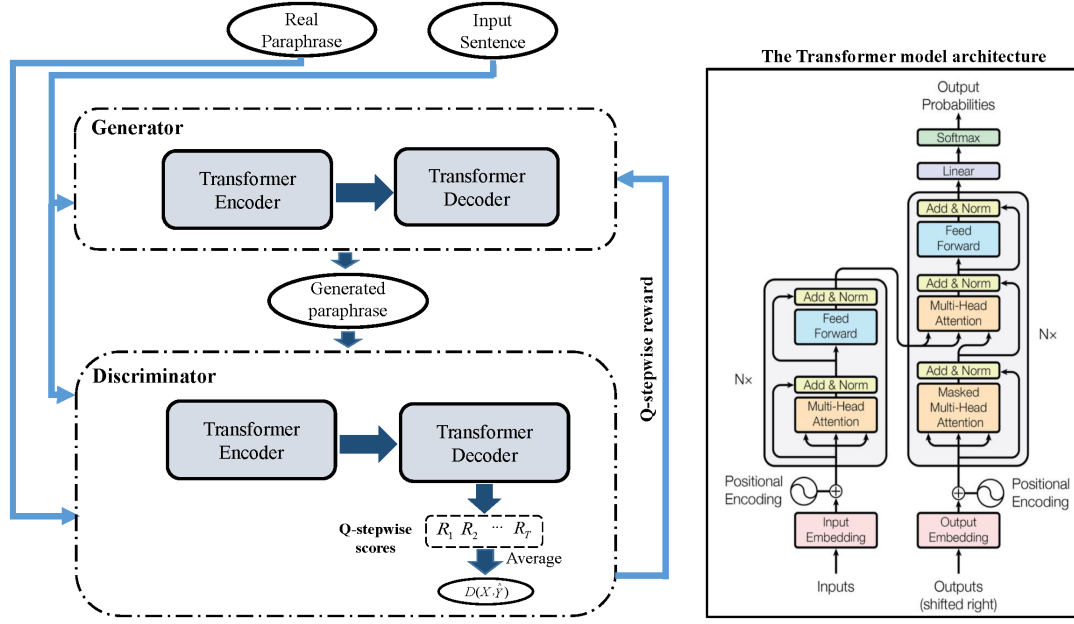 Real
Paraphrase
Input
Sentence
Generator
Transformer
Encoder
Transformer
Decoder
Generated
paraphrase
Discriminator
Transformer
Encoder
Transformer
Decoder
Q-stepwise
scores
R1 R2 ... RT
Average
D(X,Ŷ)
Q-stepwise reward
The Transformer model architecture
Output
Probabilities
Softmax
Linear
Add & Norm
Feed
Forward
Add & Norm
Multi-Head
Attention
Add & Norm
Feed
Forward
N×
N×
Add & Norm
Multi-Head
Attention
Add & Norm
Masked
Multi-Head
Attention
Positional
Encoding
Positional
Encoding
Input
Embedding
Output
Embedding
Inputs
Outputs
(shifted right)